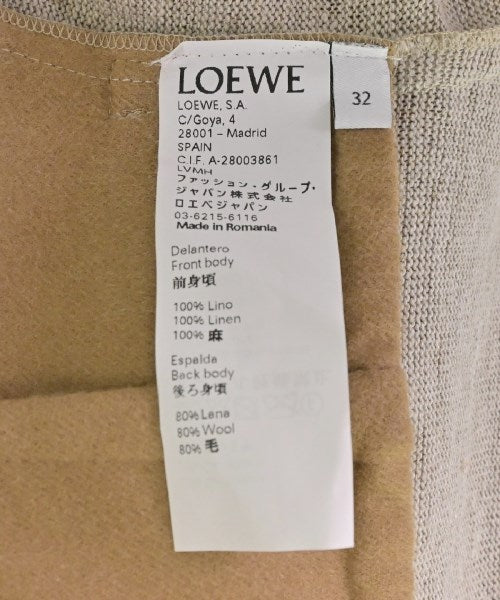 LOEWE
32
LOEWE, S.A.
C/Goya, 4
28001 – Madrid
SPAIN
C.I.F. A-28003861
LVMH
ファッション・グループ・
ジャパン株式会社
ロエベジャパン
03-6215-6116
Made in Romania
Delantero
Front body
前身頃
100% Lino
100% Linen
100% 麻
Espalda
Back body
後ろ身頃
80% Lana
80% Wool
80% 毛